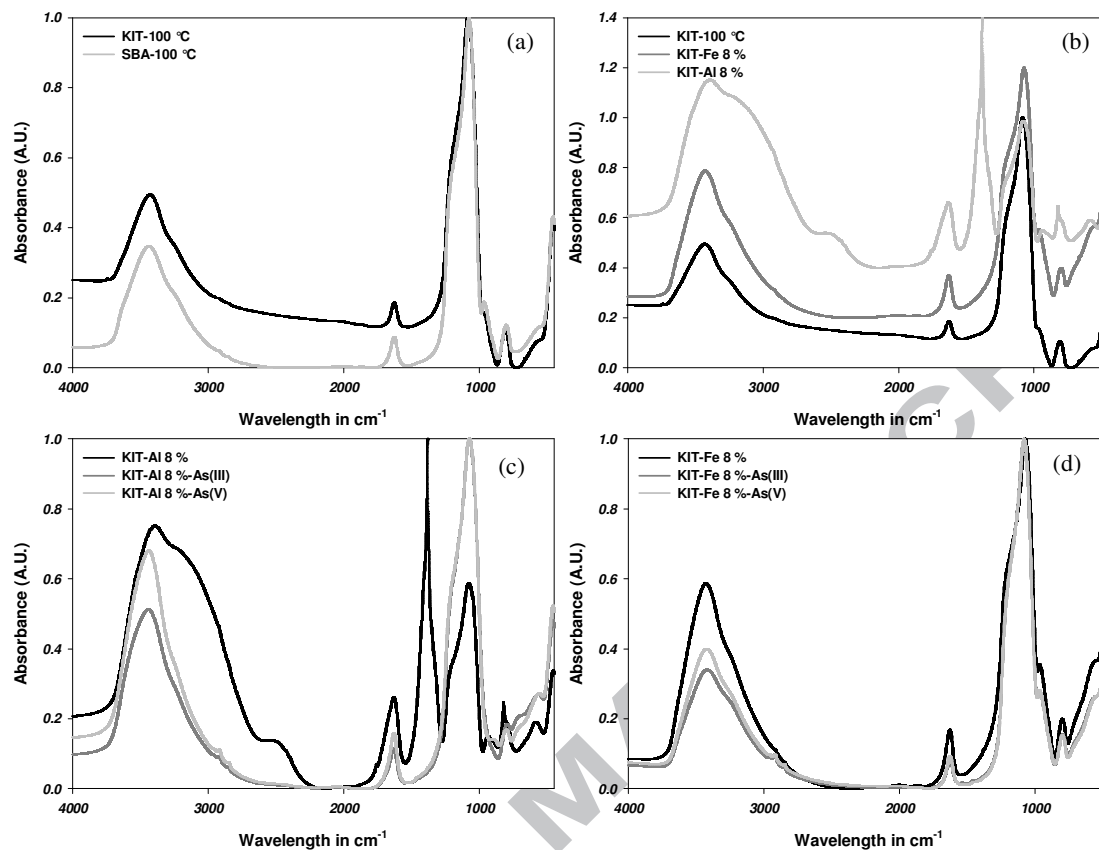 (a)
KIT-100 °C
SBA-100 °C
1.0
0.8
0.6
0.4
0.2
0.0
Absorbance (A.U.)
4000 3000 2000 1000
Wavelength in cm-1
(b)
KIT-100 °C
KIT-Fe 8 %
KIT-Al 8 %
1.4
1.2
1.0
0.8
0.6
0.4
0.2
0.0
Absorbance (A.U.)
4000 3000 2000 1000
Wavelength in cm-1
(c)
KIT-Al 8 %
KIT-Al 8 %-As(III)
KIT-Al 8 %-As(V)
1.0
0.8
0.6
0.4
0.2
0.0
Absorbance (A.U.)
4000 3000 2000 1000
Wavelength in cm-1
(d)
KIT-Fe 8 %
KIT-Fe 8 %-As(III)
KIT-Fe 8 %-As(V)
1.0
0.8
0.6
0.4
0.2
0.0
Absorbance (A.U.)
4000 3000 2000 1000
Wavelength in cm-1